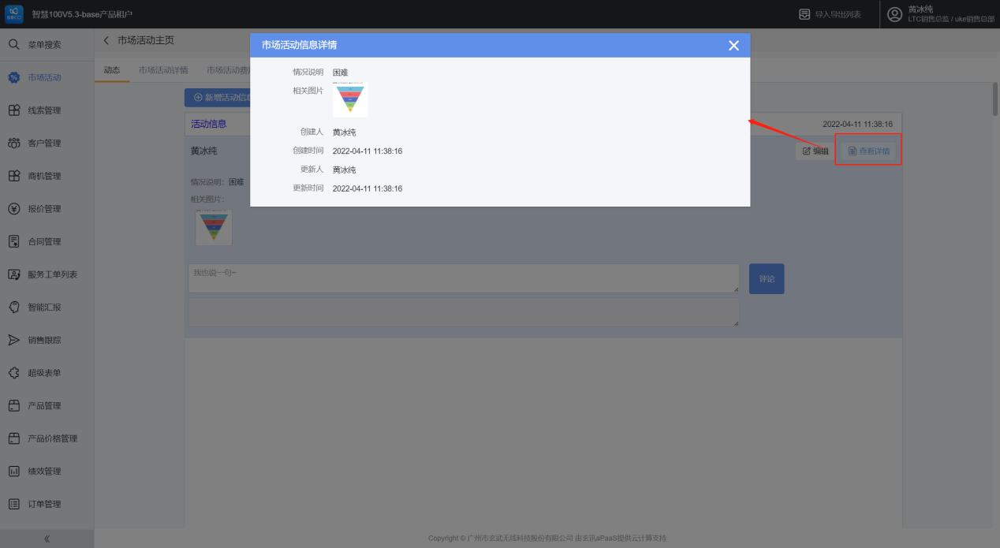 智慧100V5.3-base产品租户
导入导出列表
黄冰纯
LTC销售总监 / uke销售总部
菜单搜索
市场活动
线索管理
客户管理
商机管理
报价管理
合同管理
服务工单列表
智能汇报
销售跟踪
超级表单
产品管理
产品价格管理
绩效管理
订单管理
市场活动主页
动态
市场活动详情
市场活动费
新增活动信息
活动信息
2022-04-11 11:38:16
黄冰纯
编辑
查看详情
情况说明：困难
相关图片：
我也说一句~
评论
市场活动信息详情
情况说明 困难
相关图片
创建人 黄冰纯
创建时间 2022-04-11 11:38:16
更新人 黄冰纯
更新时间 2022-04-11 11:38:16
Copyright © 广州市玄武无线科技股份有限公司 由玄讯aPaaS提供云计算支持